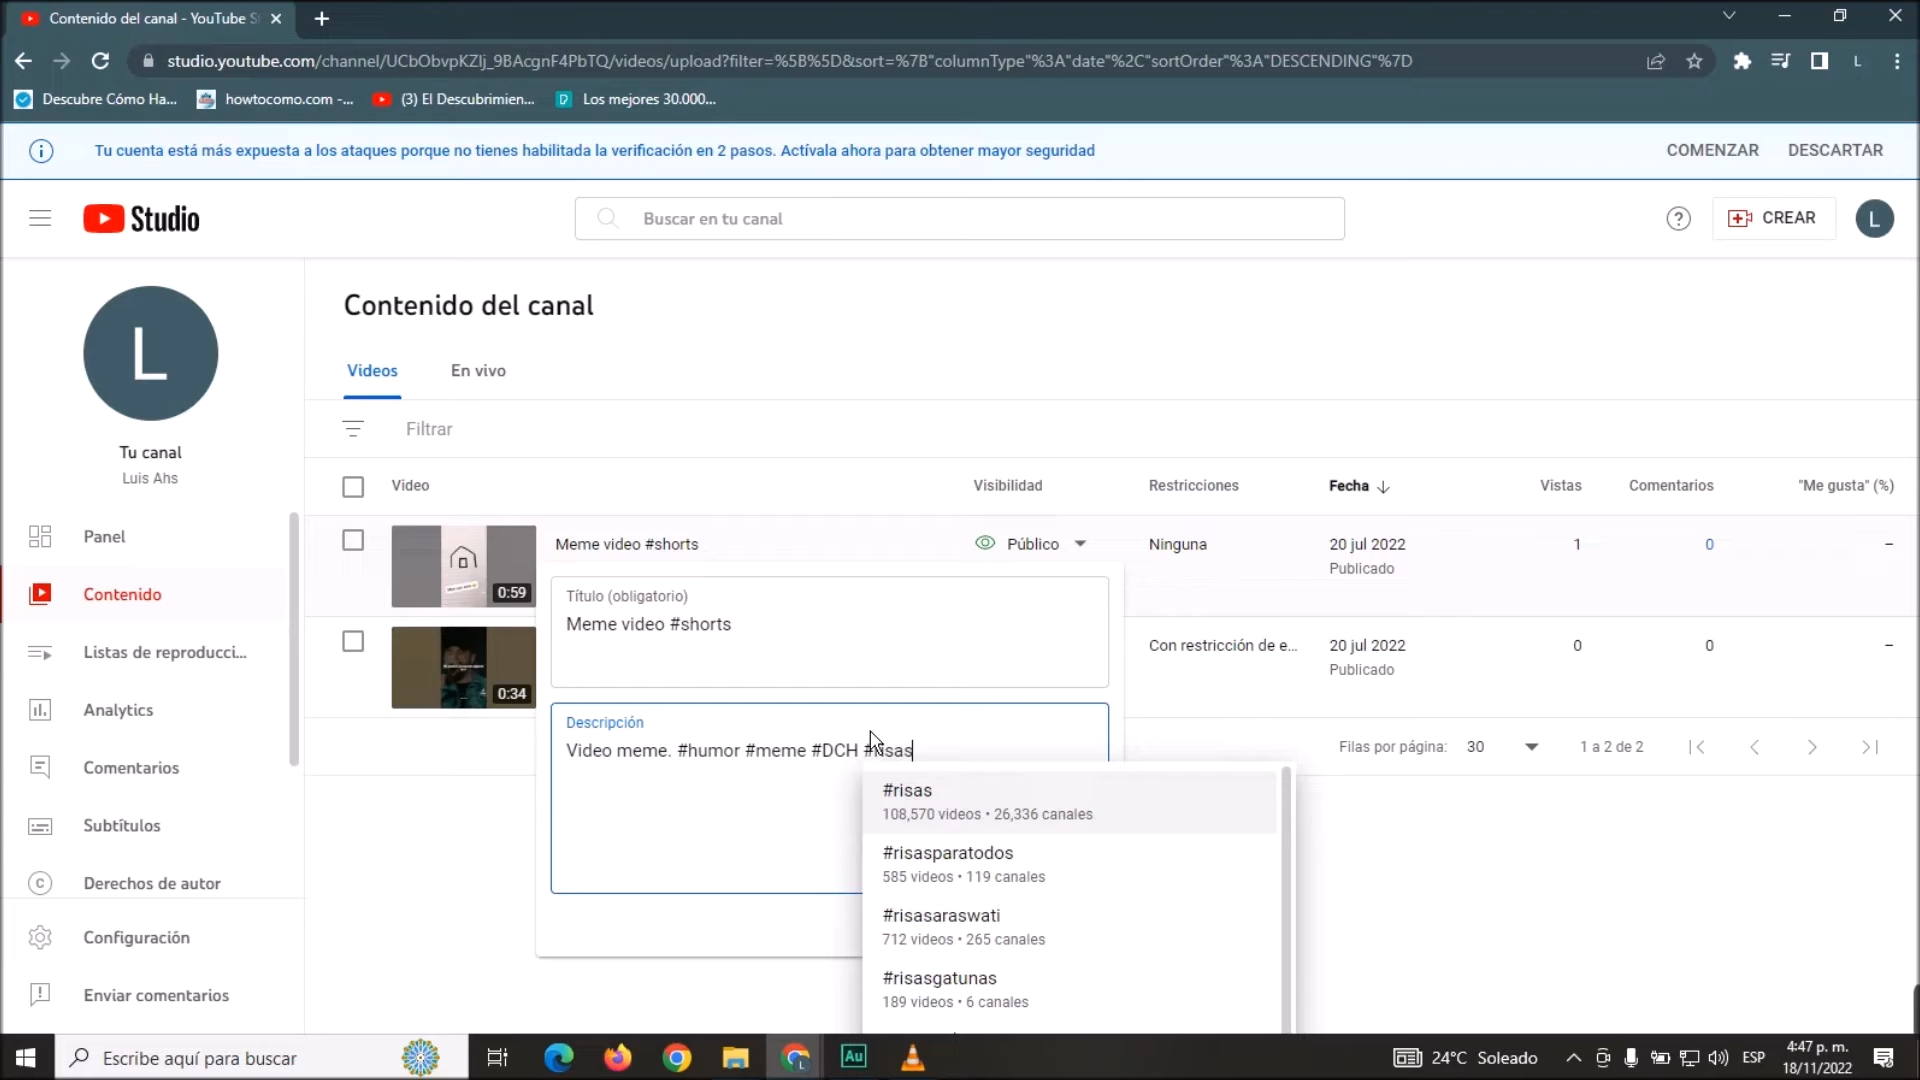 Contenido del canal - YouTube S
studio.youtube.com/channel/UCbObvpKZlj_9BAcgnF4PbTQ/videos/upload?filter=%5B%5D&sort=%7B"columnType"%3A"date"%2C"sortOrder"%3A"DESCENDING"%7D
L
Descubre Cómo Ha...
howtocomo.com -...
(3) El Descubrimien...
Los mejores 30.000...
Tu cuenta está más expuesta a los ataques porque no tienes habilitada la verificación en 2 pasos. Actívala ahora para obtener mayor seguridad
COMENZAR
DESCARTAR
Studio
Buscar en tu canal
CREAR
L
L
Tu canal
Luis Ahs
Panel
Contenido
Listas de reproducci...
Analytics
Comentarios
Subtítulos
Derechos de autor
Configuración
Enviar comentarios
Contenido del canal
Videos
En vivo
Filtrar
Video
Visibilidad
Restricciones
Fecha
Vistas
Comentarios
"Me gusta" (%)
0:59
Meme video #shorts
Público
Ninguna
20 jul 2022
Publicado
1
0
–
Título (obligatorio)
Meme video #shorts
0:34
Con restricción de e...
20 jul 2022
Publicado
0
0
–
Descripción
Video meme. #humor #meme #DCH #risas
Filas por página:
30
1 a 2 de 2
#risas
108,570 videos • 26,336 canales
#risasparatodos
585 videos • 119 canales
#risasaraswati
712 videos • 265 canales
#risasgatunas
189 videos • 6 canales
Escribe aquí para buscar
Au
24°C Soleado
ESP
4:47 p. m.
18/11/2022